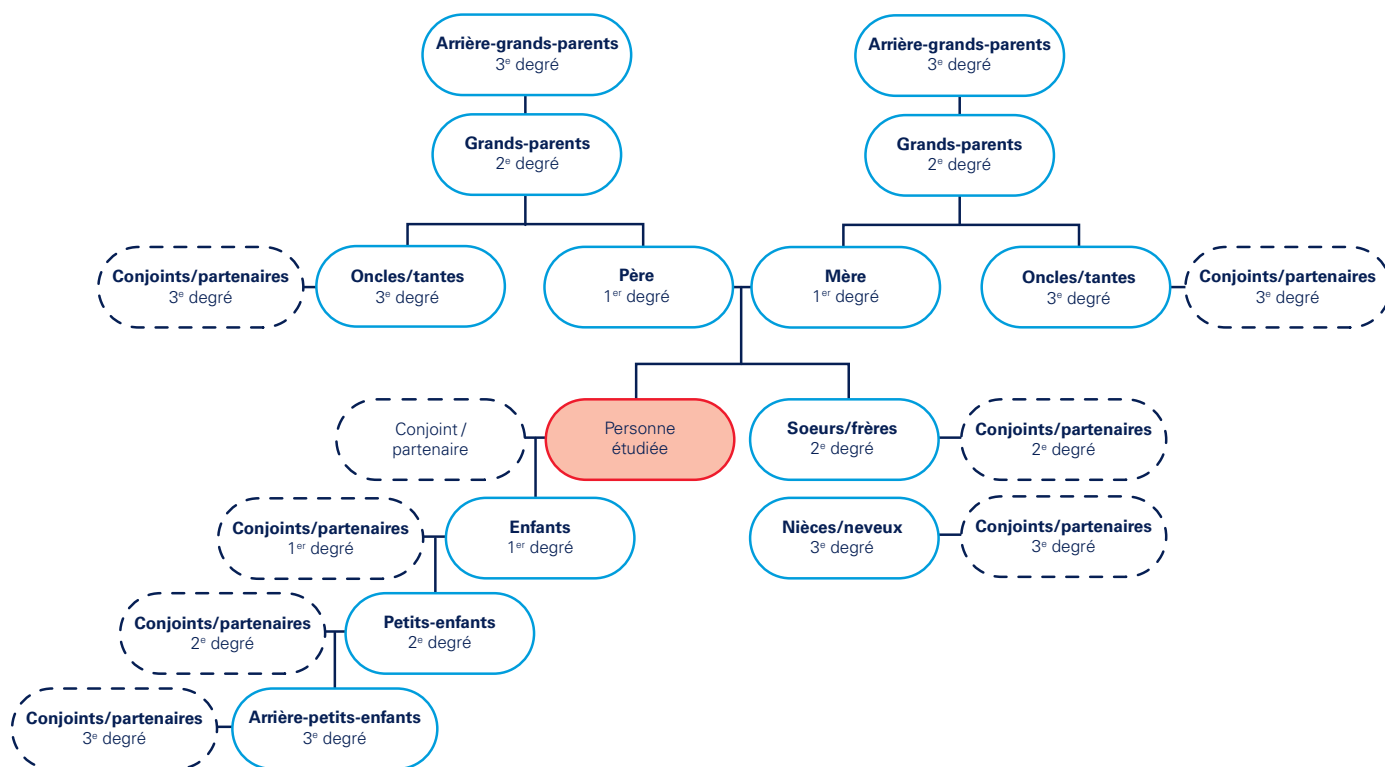 Arrière-grands-parents
3e degré
Arrière-grands-parents
3e degré
Grands-parents
2e degré
Grands-parents
2e degré
Conjoints/partenaires
3e degré
Oncles/tantes
3e degré
Père
1er degré
Mère
1er degré
Oncles/tantes
3e degré
Conjoints/partenaires
3e degré
Conjoint/
partenaire
Personne
étudiée
Soeurs/frères
2e degré
Conjoints/partenaires
2e degré
Conjoints/partenaires
1er degré
Enfants
1er degré
Nièces/neveux
3e degré
Conjoints/partenaires
3e degré
Conjoints/partenaires
2e degré
Petits-enfants
2e degré
Conjoints/partenaires
3e degré
Arrière-petits-enfants
3e degré